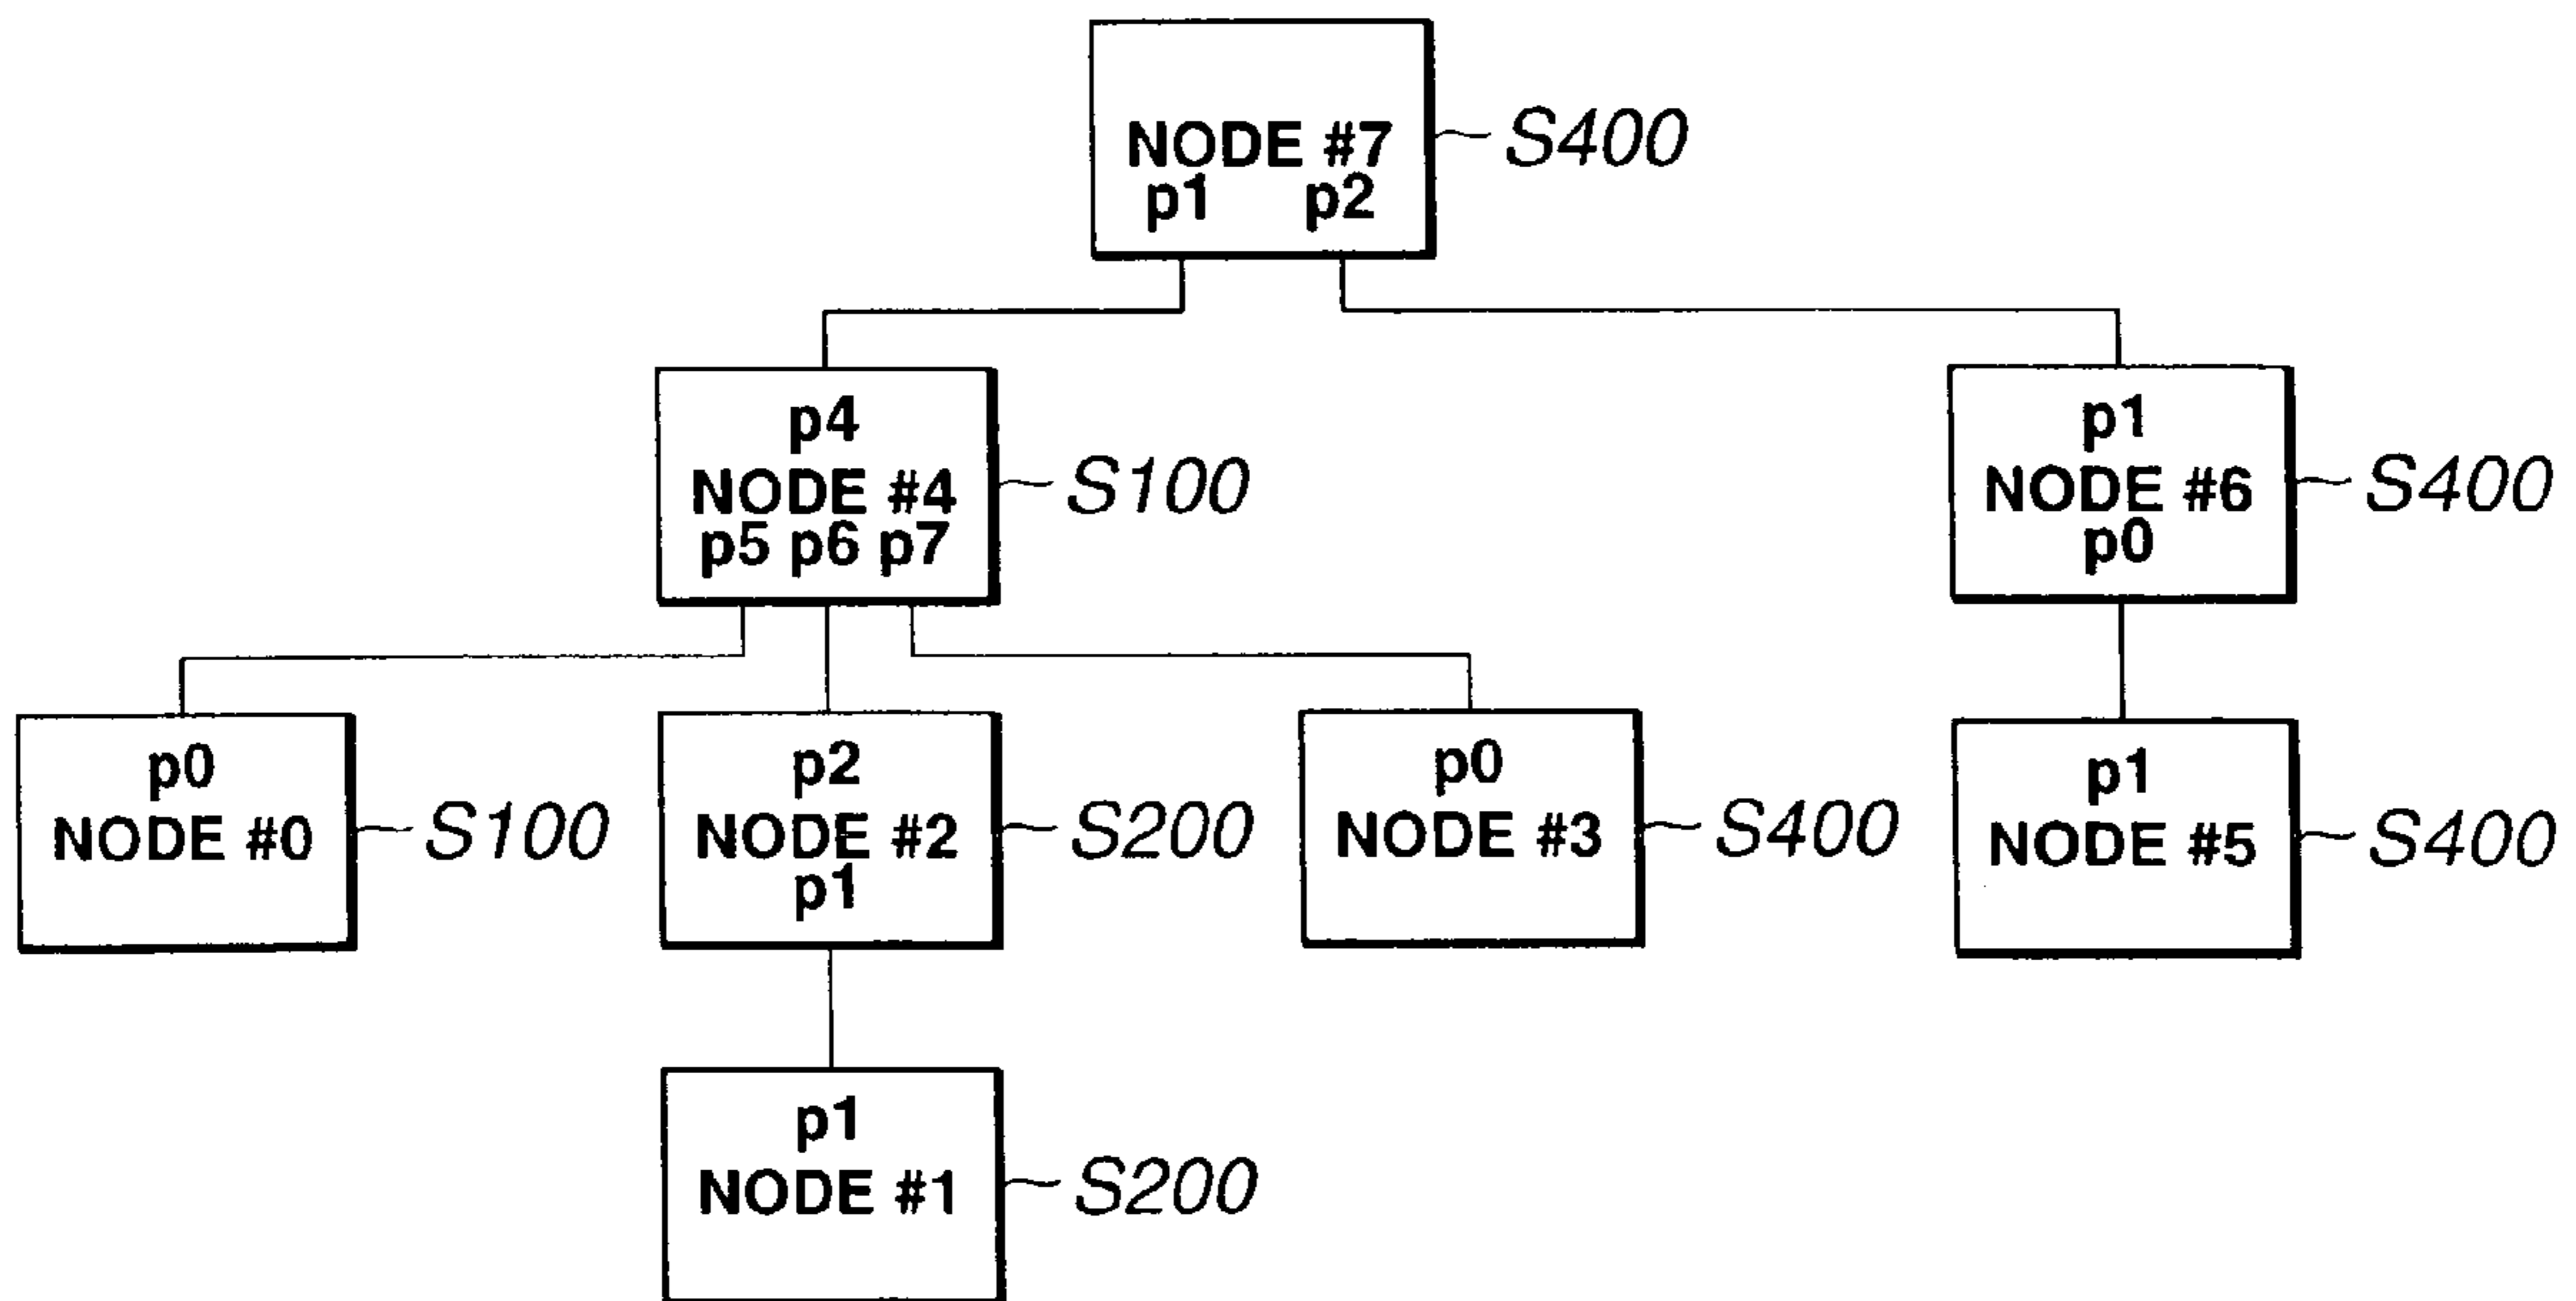 NODE #7
p1 p2
S400
p4
NODE #4
p5 p6 p7
S100
p1
NODE #6
p0
S400
p0
NODE #0
S100
p2
NODE #2
p1
S200
p0
NODE #3
S400
p1
NODE #5
S400
p1
NODE #1
S200